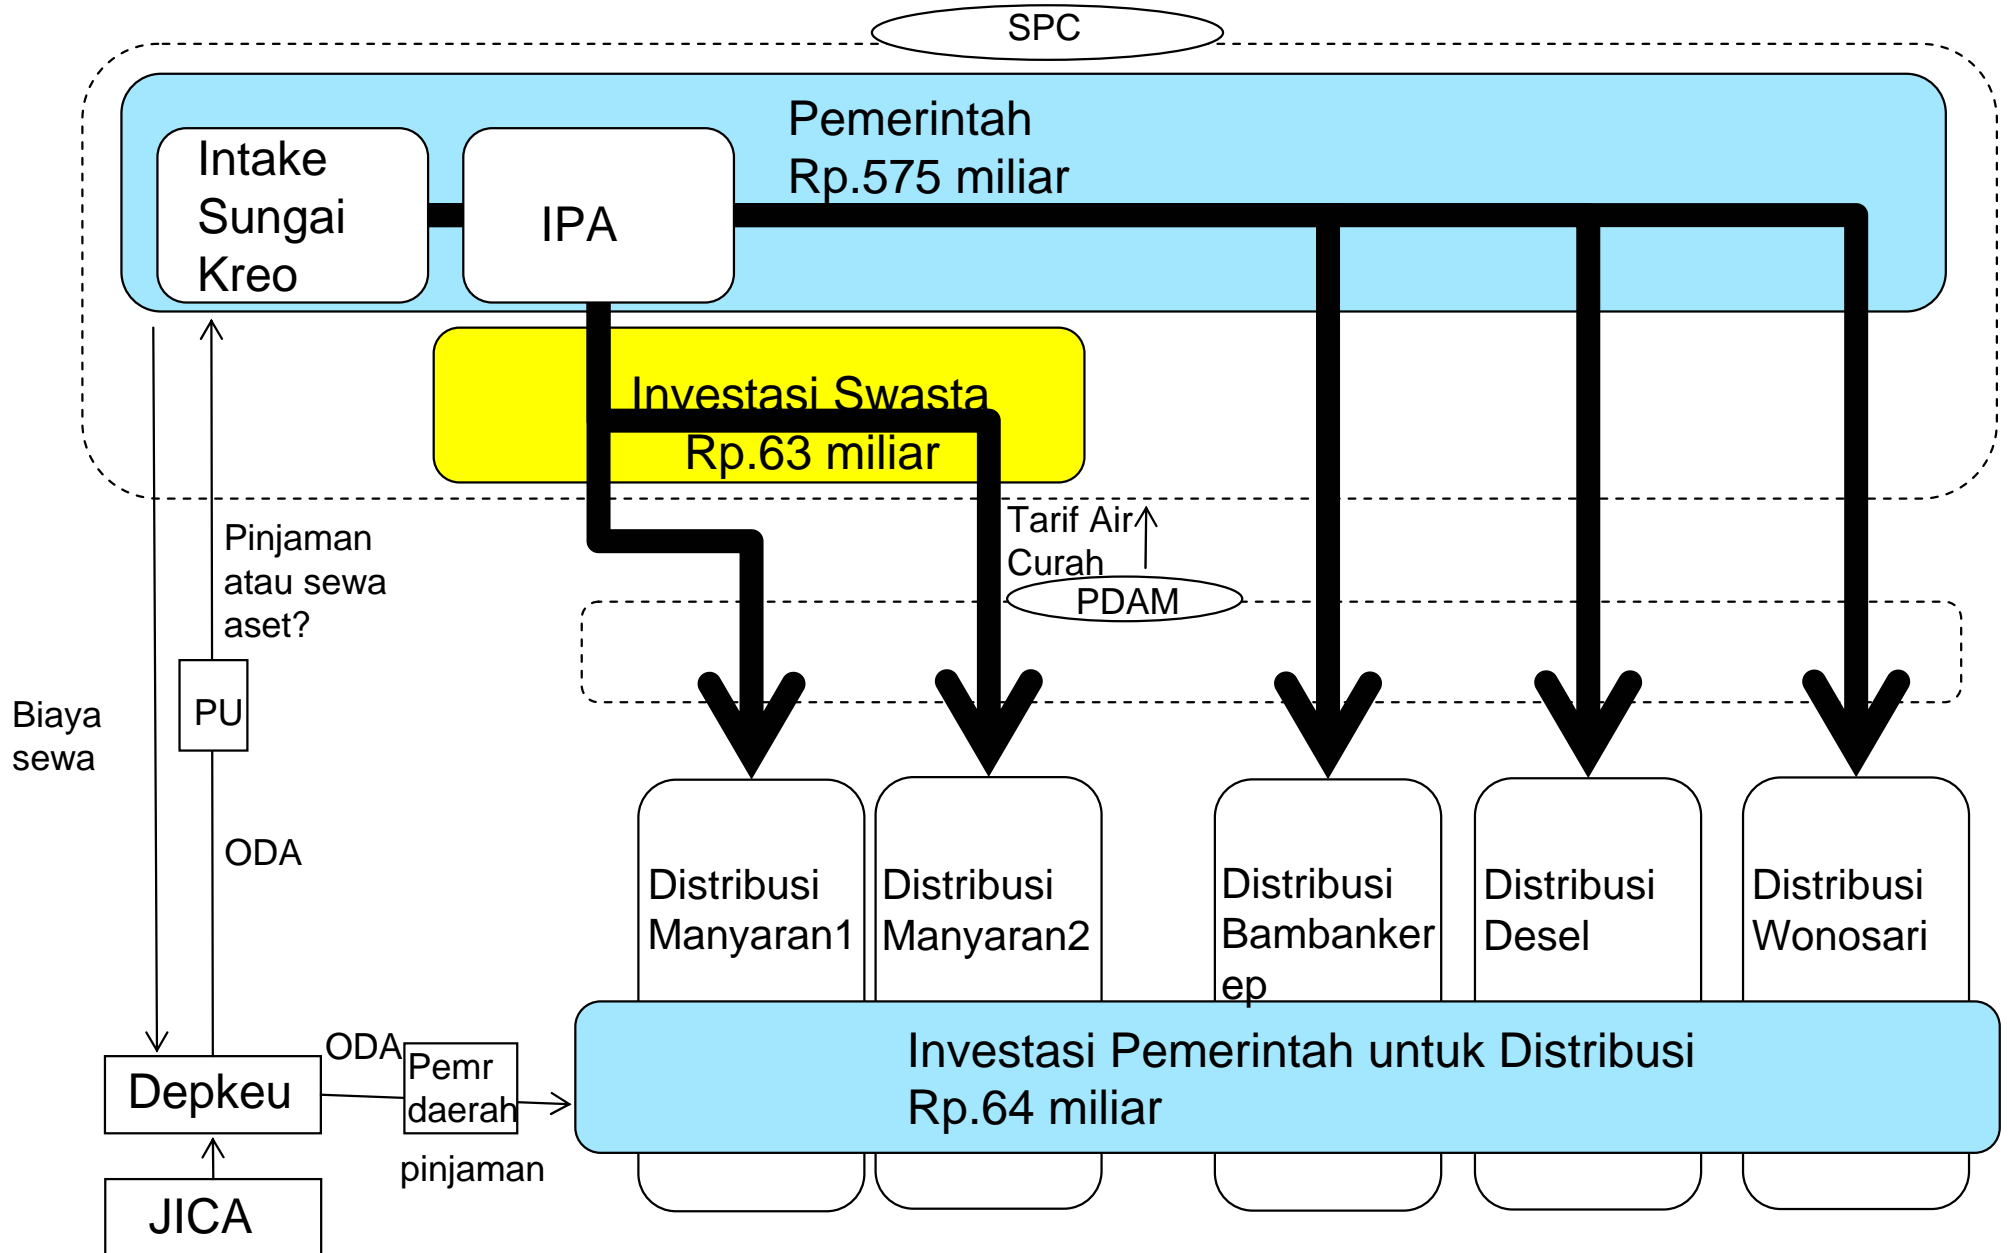 SPC
Pemerintah
Rp.575 miliar
Intake
Sungai
Kreo
IPA
Investasi Swasta
Rp.63 miliar
Tarif Air
Curah
PDAM
Pinjaman
atau sewa
aset?
PU
Biaya
sewa
ODA
Distribusi
Manyaran1
Distribusi
Manyaran2
Distribusi
Bambanker
ep
Distribusi
Desel
Distribusi
Wonosari
Investasi Pemerintah untuk Distribusi
Rp.64 miliar
ODA
Pemr
daerah
pinjaman
Depkeu
JICA